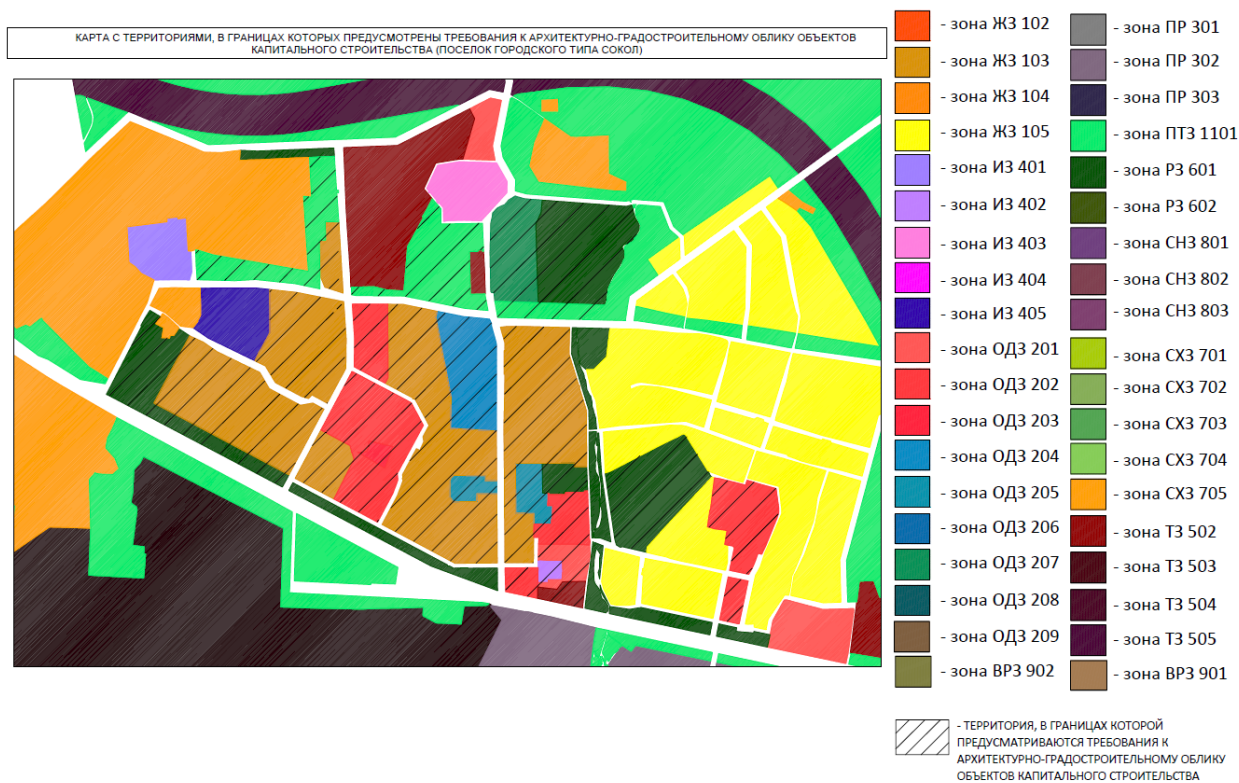 КАРТА С ТЕРРИТОРИЯМИ, В ГРАНИЦАХ КОТОРЫХ ПРЕДУСМОТРЕНЫ ТРЕБОВАНИЯ К АРХИТЕКТУРНО-ГРАДОСТРОИТЕЛЬНОМУ ОБЛИКУ ОБЪЕКТОВ
КАПИТАЛЬНОГО СТРОИТЕЛЬСТВА (ПОСЕЛОК ГОРОДСКОГО ТИПА СОКОЛ)
- зона ЖЗ 102
- зона ЖЗ 103
- зона ЖЗ 104
- зона ЖЗ 105
- зона ИЗ 401
- зона ИЗ 402
- зона ИЗ 403
- зона ИЗ 404
- зона ИЗ 405
- зона ОДЗ 201
- зона ОДЗ 202
- зона ОДЗ 203
- зона ОДЗ 204
- зона ОДЗ 205
- зона ОДЗ 206
- зона ОДЗ 207
- зона ОДЗ 208
- зона ОДЗ 209
- зона ВРЗ 902
- зона ПР 301
- зона ПР 302
- зона ПР 303
- зона ПТЗ 1101
- зона РЗ 601
- зона РЗ 602
- зона СНЗ 801
- зона СНЗ 802
- зона СНЗ 803
- зона СХЗ 701
- зона СХЗ 702
- зона СХЗ 703
- зона СХЗ 704
- зона СХЗ 705
- зона ТЗ 502
- зона ТЗ 503
- зона ТЗ 504
- зона ТЗ 505
- зона ВРЗ 901
- ТЕРРИТОРИЯ, В ГРАНИЦАХ КОТОРОЙ
ПРЕДУСМАТРИВАЮТСЯ ТРЕБОВАНИЯ К
АРХИТЕКТУРНО-ГРАДОСТРОИТЕЛЬНОМУ ОБЛИКУ
ОБЪЕКТОВ КАПИТАЛЬНОГО СТРОИТЕЛЬСТВА